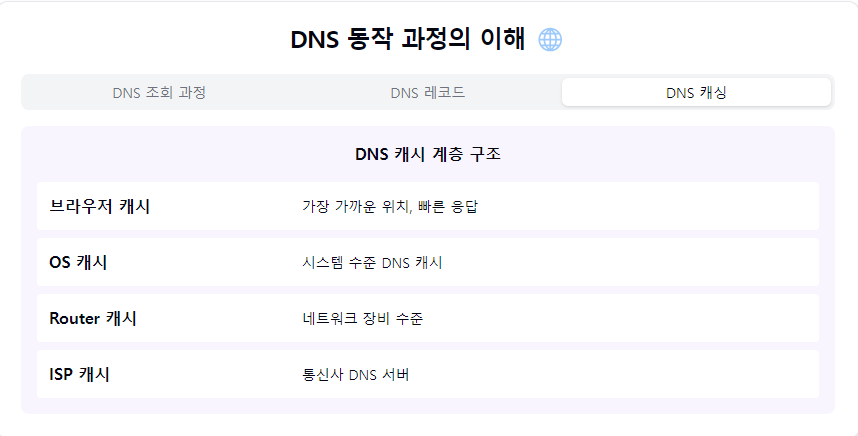 DNS 동작 과정의 이해
DNS 조회 과정 DNS 레코드 DNS 캐싱
DNS 캐시 계층 구조
브라우저 캐시 가장 가까운 위치, 빠른 응답
OS 캐시 시스템 수준 DNS 캐시
Router 캐시 네트워크 장비 수준
ISP 캐시 통신사 DNS 서버